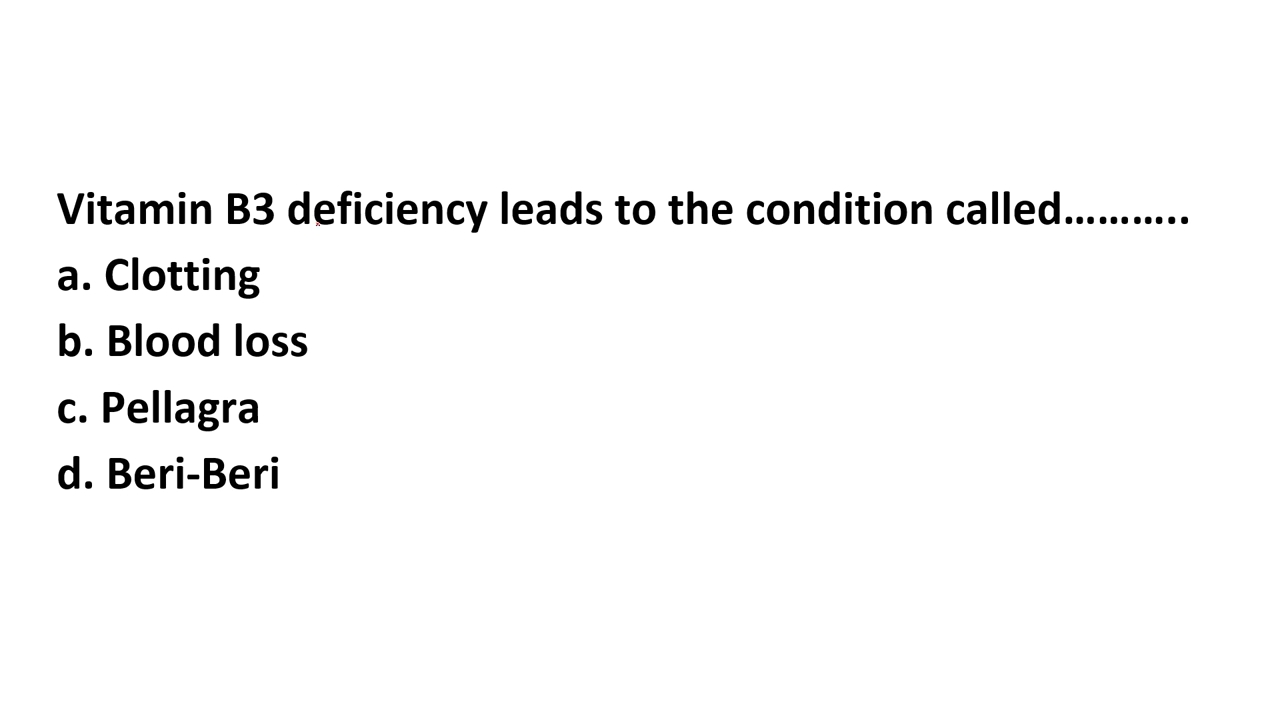 Vitamin B3 deficiency leads to the condition called………..
a. Clotting
b. Blood loss
c. Pellagra
d. Beri-Beri